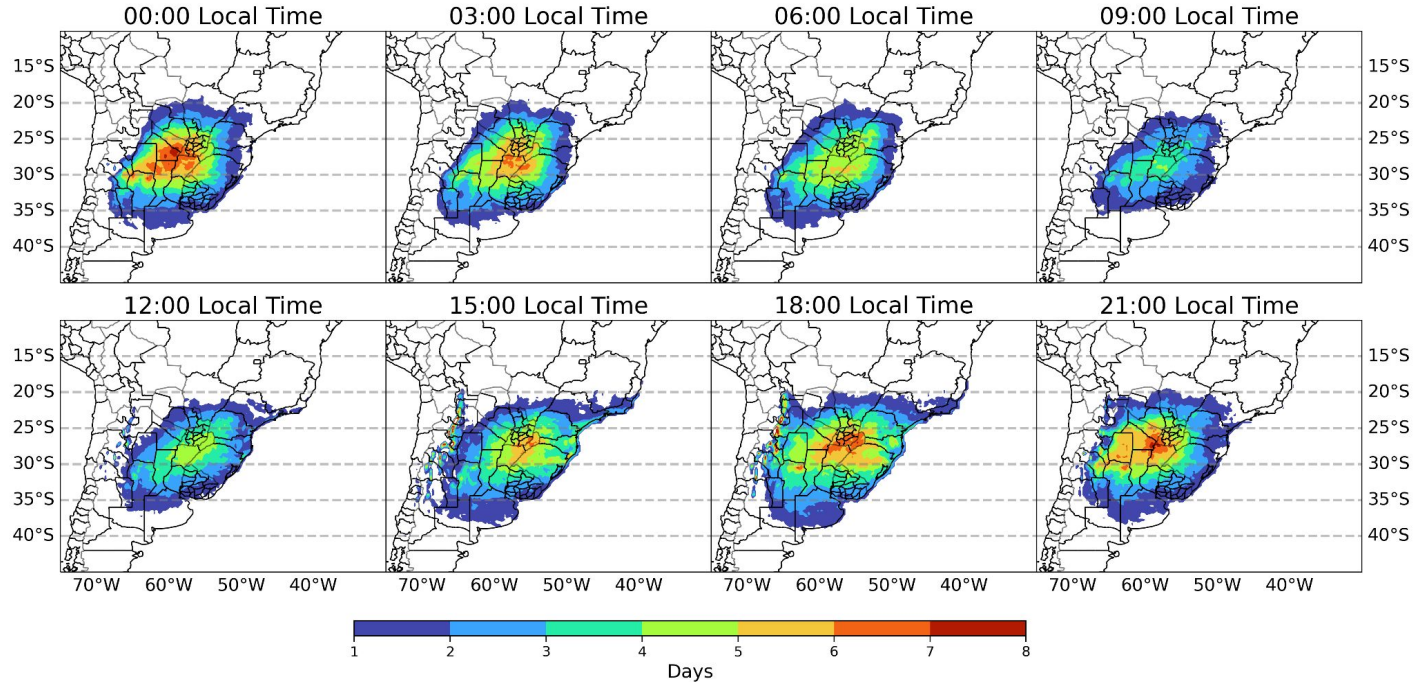 00:00 Local Time
03:00 Local Time
06:00 Local Time
09:00 Local Time
15°S
15°S
20°S
20°S
25°S
25°S
30°S
30°S
35°S
35°S
40°S
40°S
12:00 Local Time
15:00 Local Time
18:00 Local Time
21:00 Local Time
15°S
15°S
20°S
20°S
25°S
25°S
30°S
30°S
35°S
35°S
40°S
40°S
70°W 60°W 50°W 40°W
70°W 60°W 50°W 40°W
70°W 60°W 50°W 40°W
70°W 60°W 50°W 40°W
1 2 3 4 5 6 7 8
Days